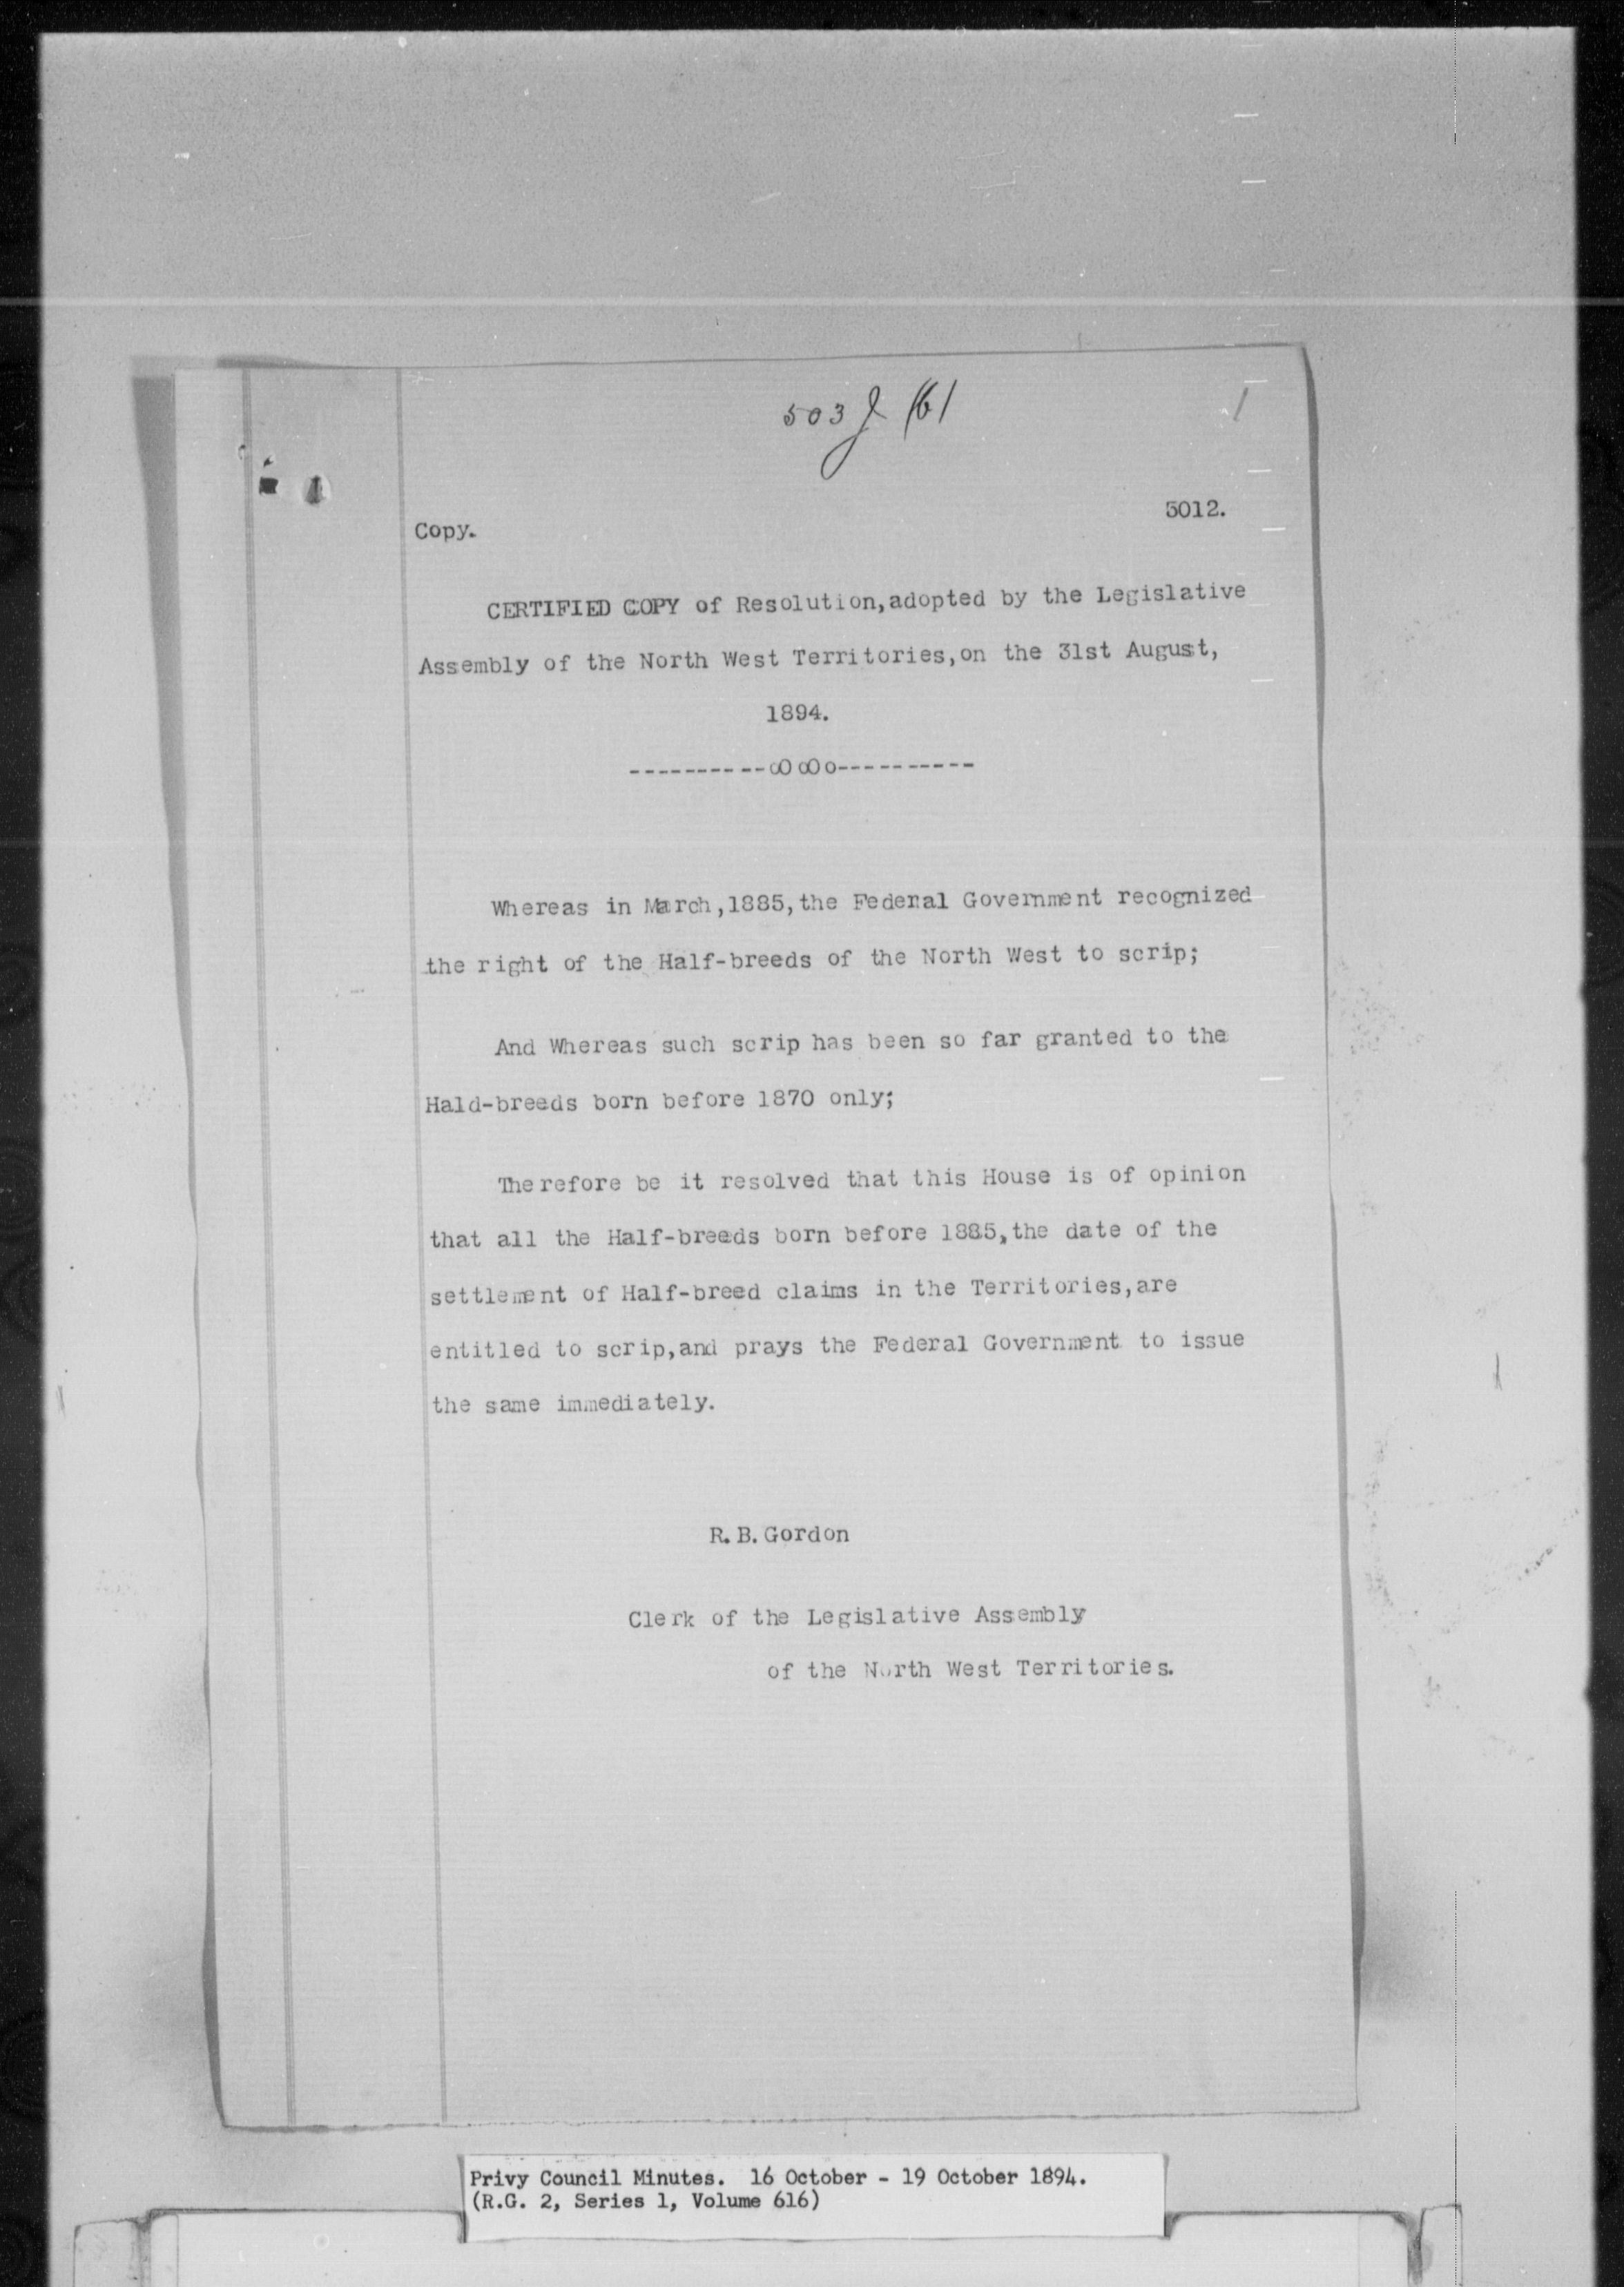 503 J (6)
5012.
Copy.
CERTIFIED COPY of Resolution,adopted by the Legislative
Assembly of the North West Territories,on the 31st August,
1894.
----------oOoOo----------
Whereas in March,1885,the Federal Government recognized
the right of the Half-breeds of the North West to scrip;
And Whereas such scrip has been so far granted to the
Hald-breeds born before 1870 only;
Therefore be it resolved that this House is of opinion
that all the Half-breeds born before 1885,the date of the
settlement of Half-breed claims in the Territories,are
entitled to scrip,and prays the Federal Government to issue
the same immediately.
R.B.Gordon
Clerk of the Legislative Assembly
of the North West Territories.
Privy Council Minutes. 16 October - 19 October 1894.
(R.G. 2, Series 1, Volume 616)